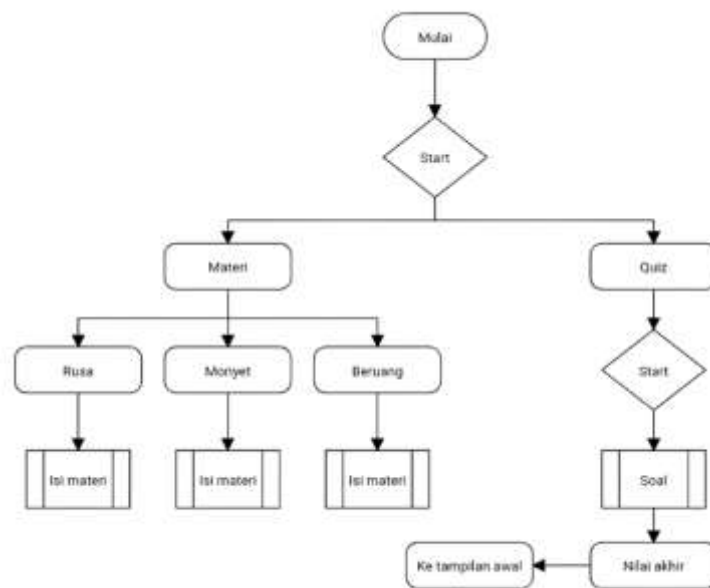 Mulai
Start
Materi
Quiz
Rusa
Monyet
Beruang
Start
Isi materi
Isi materi
Isi materi
Soal
Ke tampilan awal
Nilai akhir